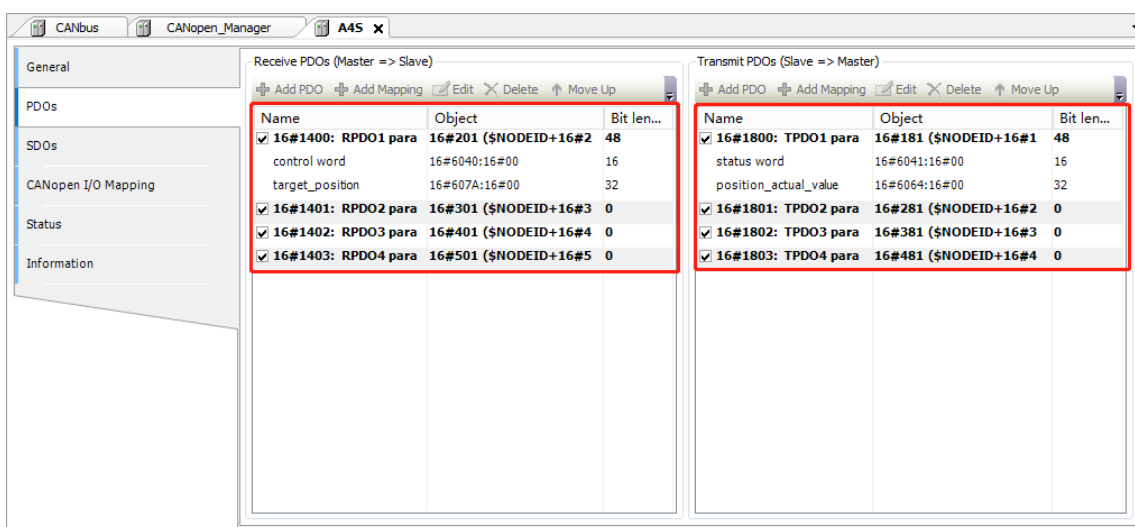 CANbus CANopen_Manager A4S
General
PDOs
SDOs
CANopen I/O Mapping
Status
Information
Receive PDOs (Master => Slave)
Add PDO Add Mapping Edit Delete Move Up
Name Object Bit len...
16#1400: RPDO1 para 16#201 ($NODEID+16#2 48
control word 16#6040:16#00 16
target_position 16#607A:16#00 32
16#1401: RPDO2 para 16#301 ($NODEID+16#3 0
16#1402: RPDO3 para 16#401 ($NODEID+16#4 0
16#1403: RPDO4 para 16#501 ($NODEID+16#5 0
Transmit PDOs (Slave => Master)
Add PDO Add Mapping Edit Delete Move Up
Name Object Bit len...
16#1800: TPDO1 para 16#181 ($NODEID+16#1 48
status word 16#6041:16#00 16
position_actual_value 16#6064:16#00 32
16#1801: TPDO2 para 16#281 ($NODEID+16#2 0
16#1802: TPDO3 para 16#381 ($NODEID+16#3 0
16#1803: TPDO4 para 16#481 ($NODEID+16#4 0